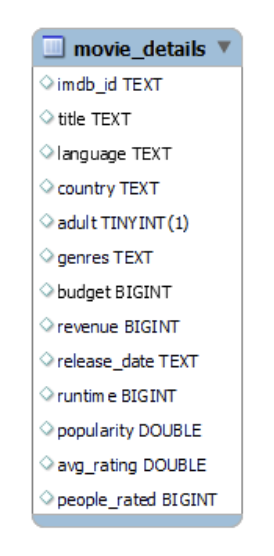 movie_details
imdb_id TEXT
title TEXT
language TEXT
country TEXT
adult TINYINT(1)
genres TEXT
budget BIGINT
revenue BIGINT
release_date TEXT
runtime BIGINT
popularity DOUBLE
avg_rating DOUBLE
people_rated BIGINT